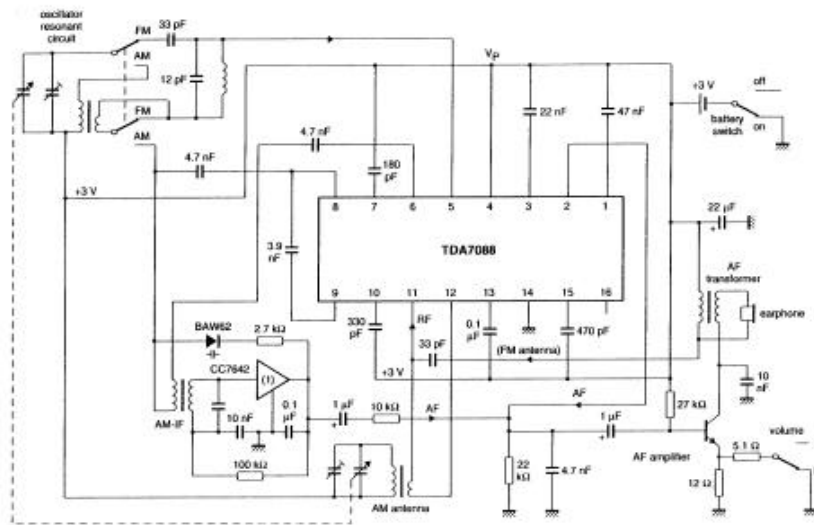 oscillator
resonant
circuit
FM
33 pF
AM
12 pF
FM
AM
4.7 nF
4.7 nF
+3 V
180
pF
VP
22 nF
47 nF
+3 V
off
battery
switch
on
8
7
6
5
4
3
2
1
TDA7088
3.9
nF
9
10
11
12
13
14
15
16
22 µF
AF
transformer
earphone
BAW62
2.7 kΩ
330
pF
RF
33 pF
0.1
µF
(FM antenna)
470 pF
+3 V
10
nF
CC7642
(1)
AM-IF
10 nF
0.1
µF
1 µF
10 kΩ
AF
AF
1 µF
27 kΩ
100 kΩ
AM antenna
22
kΩ
4.7 nF
AF amplifier
5.1 Ω
volume
12 Ω